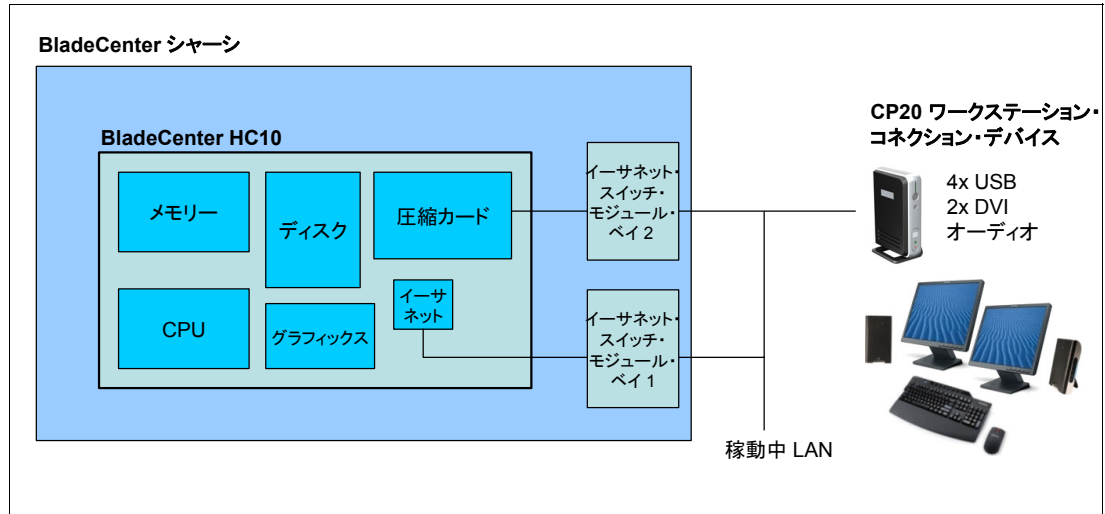 BladeCenter シャーシ
BladeCenter HC10
メモリー
ディスク
圧縮カード
CPU
グラフィックス
イーサ
ネット
イーサネット・
スイッチ・
モジュール・
ベイ 2
イーサネット・
スイッチ・
モジュール・
ベイ 1
稼動中 LAN
CP20 ワークステーション・
コネクション・デバイス
4x USB
2x DVI
オーディオ